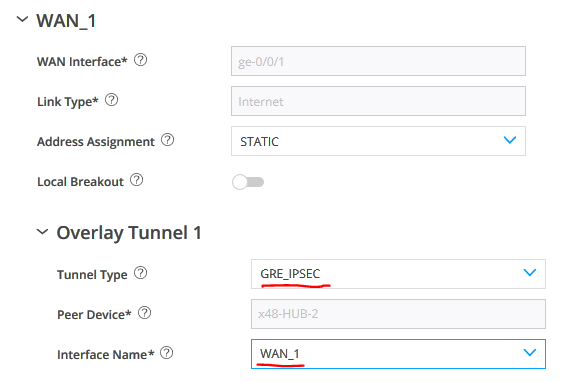 WAN_1
WAN Interface* ? ge-0/0/1
Link Type* ? Internet
Address Assignment ? STATIC
Local Breakout ?
Overlay Tunnel 1
Tunnel Type ? GRE_IPSEC
Peer Device* ? x48-HUB-2
Interface Name* ? WAN_1